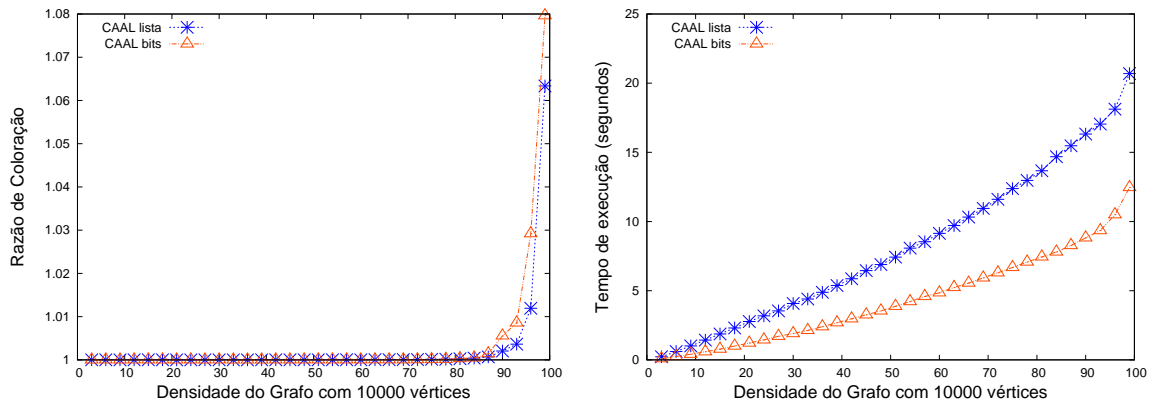 CAAL lista
CAAL bits
1.08
1.07
1.06
1.05
1.04
1.03
1.02
1.01
1
Razão de Coloração
0 10 20 30 40 50 60 70 80 90 100
Densidade do Grafo com 10000 vértices
CAAL lista
CAAL bits
25
20
15
10
5
0
Tempo de execução (segundos)
0 10 20 30 40 50 60 70 80 90 100
Densidade do Grafo com 10000 vértices